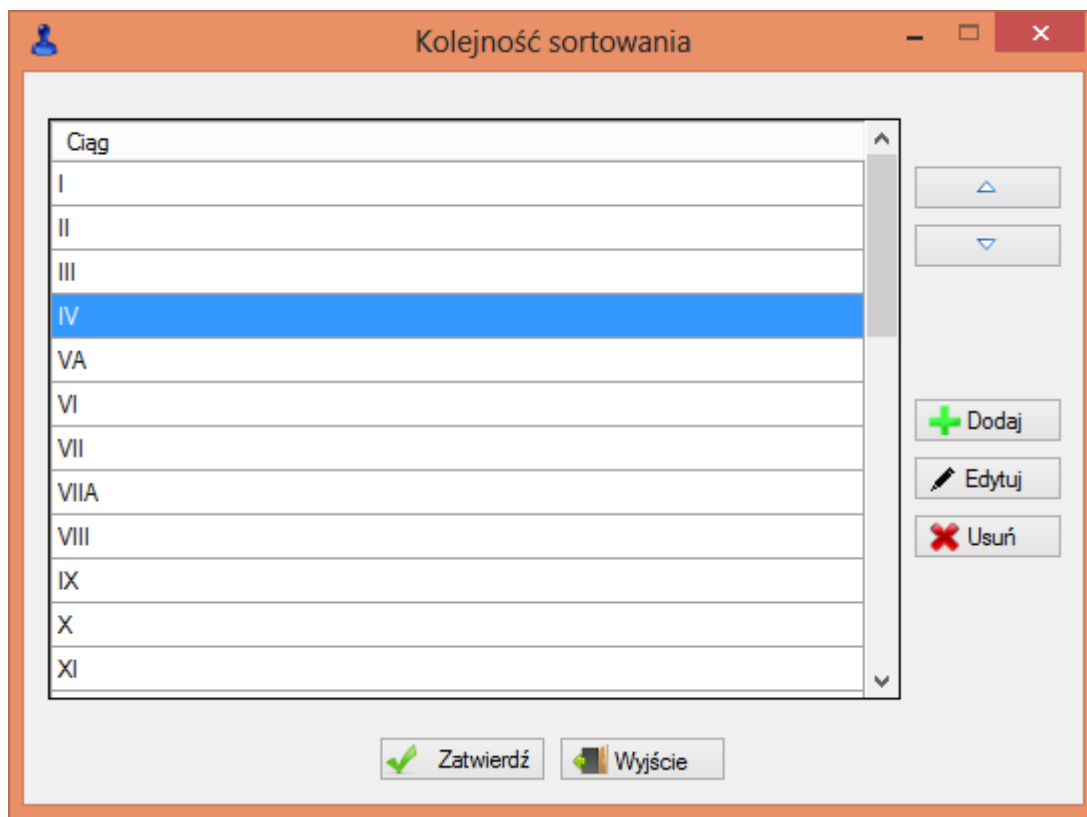 Kolejność sortowania
Ciąg
I
II
III
IV
VA
VI
VII
VIIA
VIII
IX
X
XI
Dodaj
Edytuj
Usuń
Zatwierdź
Wyjście